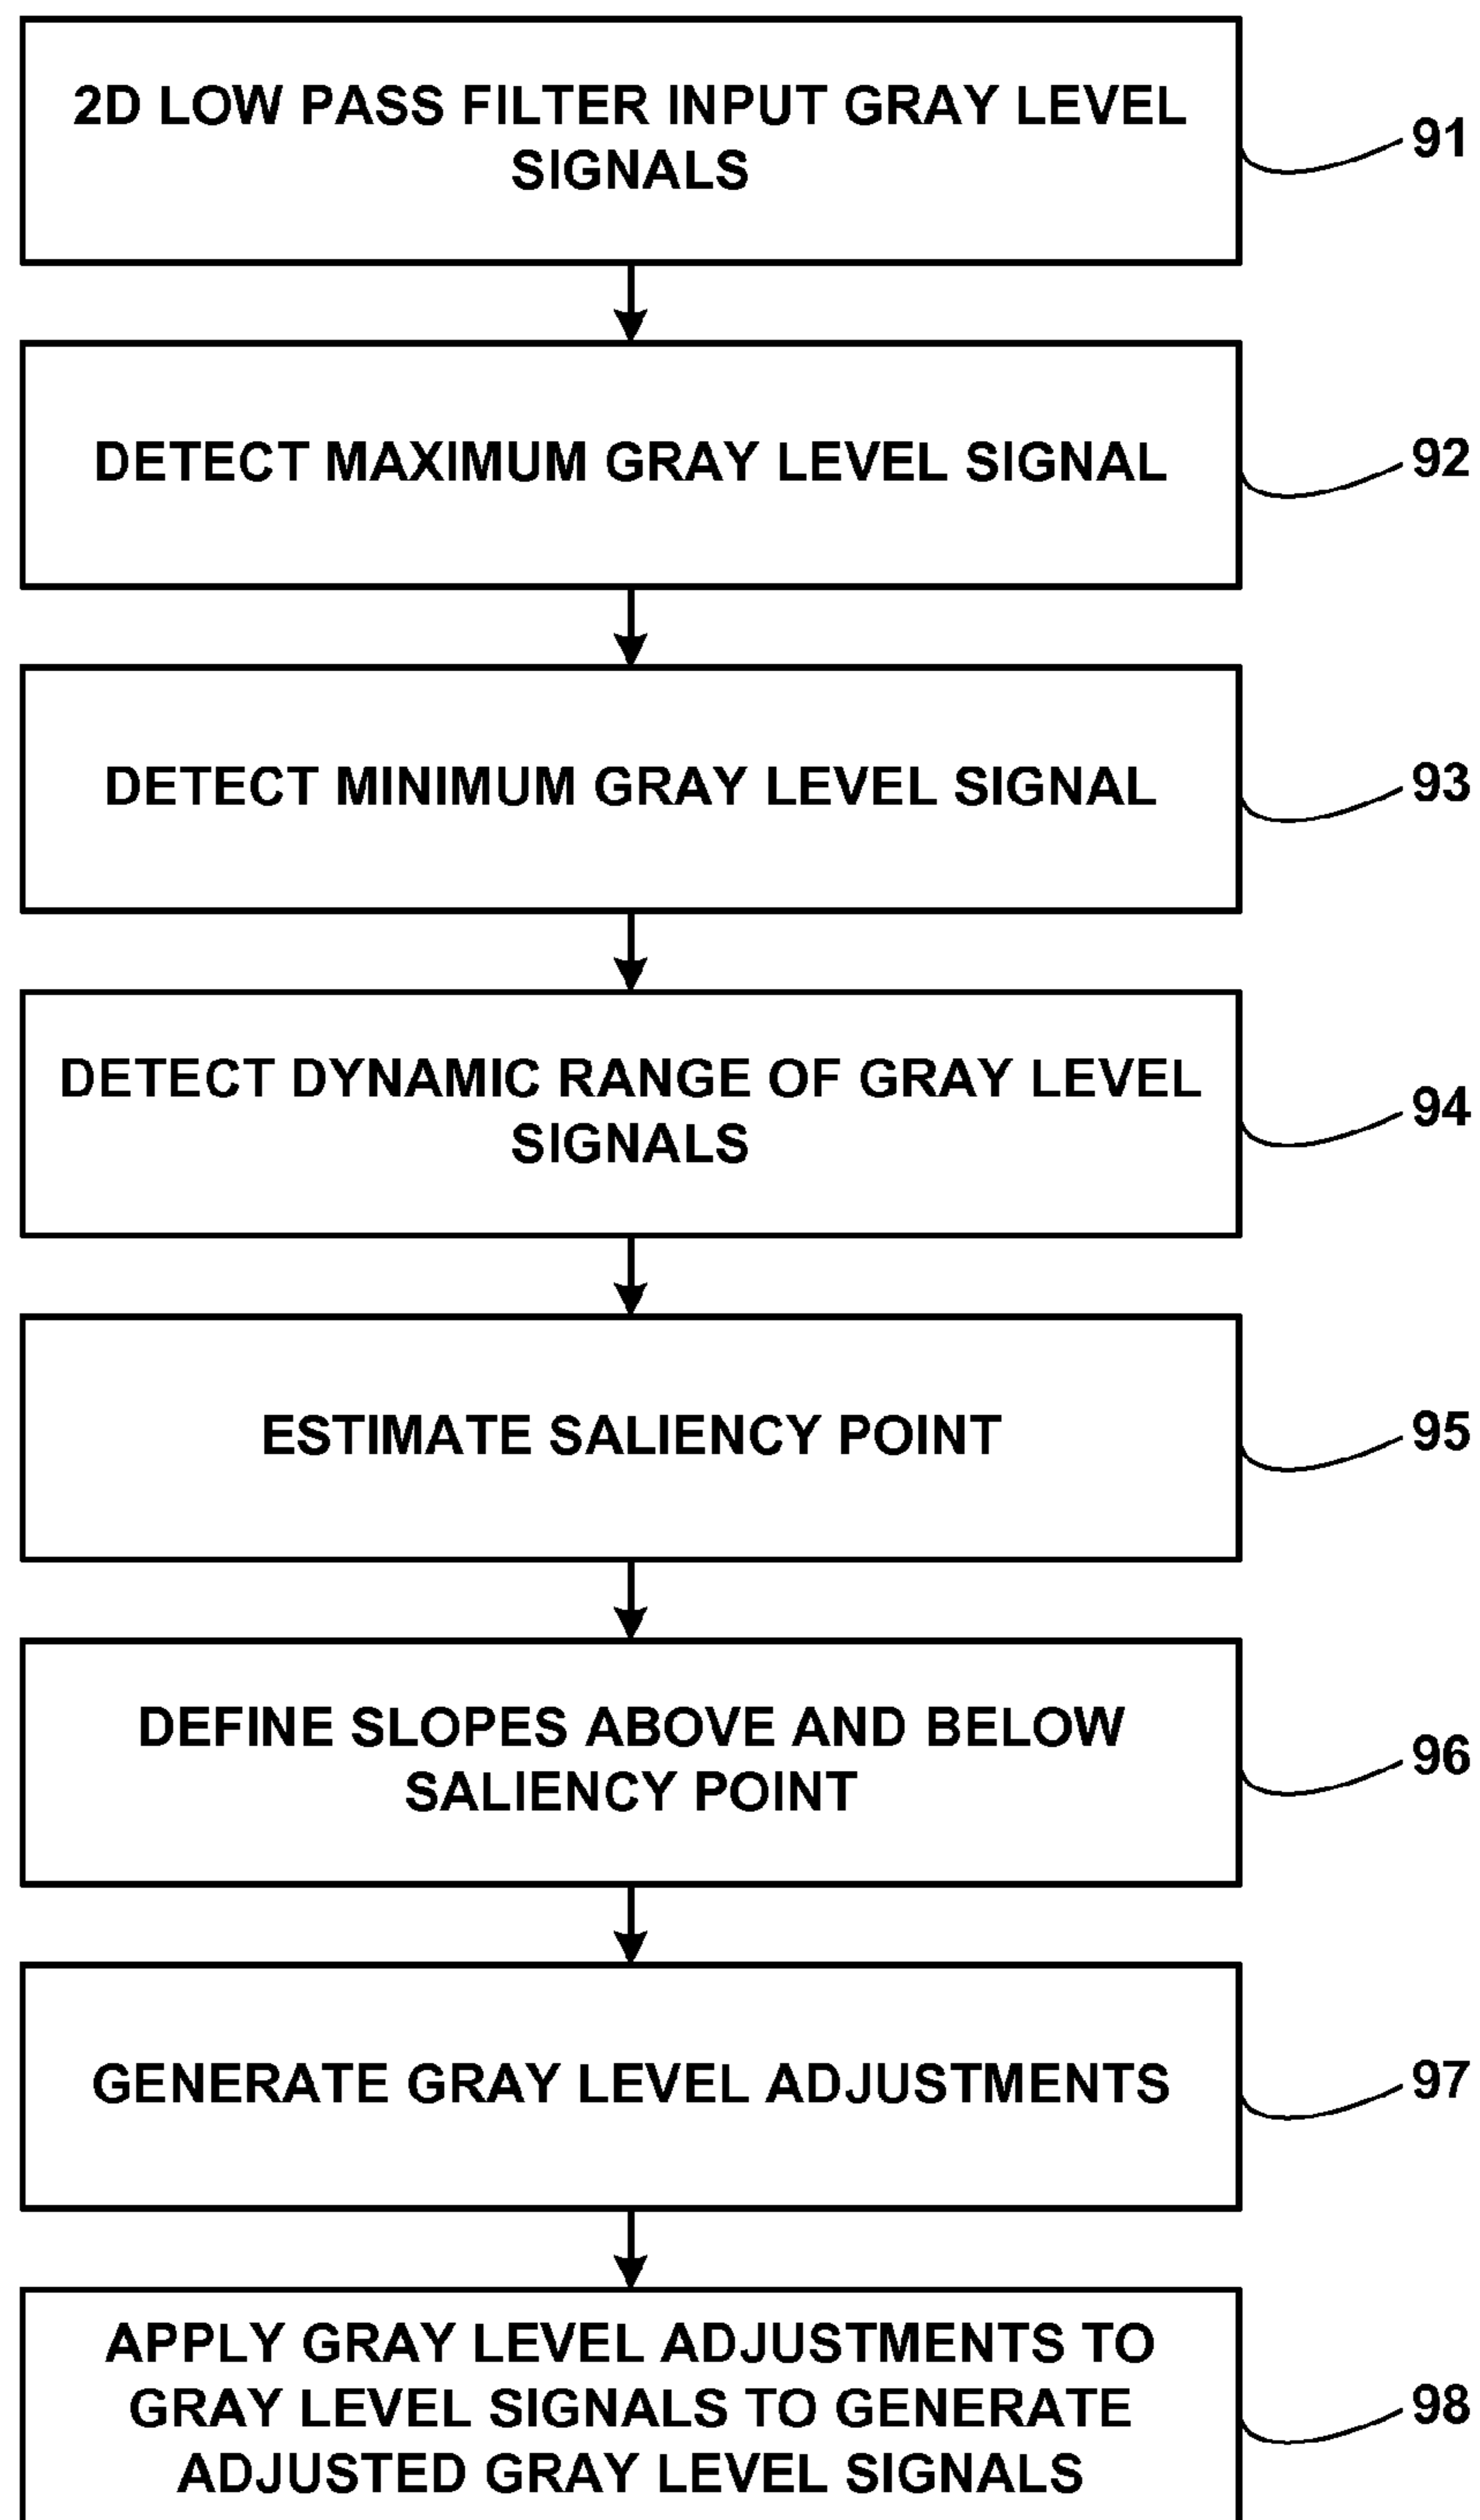 2D LOW PASS FILTER INPUT GRAY LEVEL
SIGNALS
91
DETECT MAXIMUM GRAY LEVEL SIGNAL
92
DETECT MINIMUM GRAY LEVEL SIGNAL
93
DETECT DYNAMIC RANGE OF GRAY LEVEL
SIGNALS
94
ESTIMATE SALIENCY POINT
95
DEFINE SLOPES ABOVE AND BELOW
SALIENCY POINT
96
GENERATE GRAY LEVEL ADJUSTMENTS
97
APPLY GRAY LEVEL ADJUSTMENTS TO
GRAY LEVEL SIGNALS TO GENERATE
ADJUSTED GRAY LEVEL SIGNALS
98